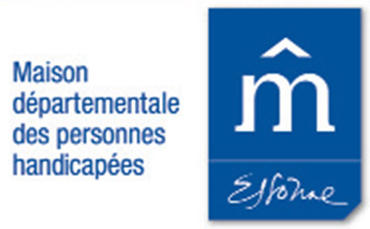 Maison
départementale
des personnes
handicapées
m̂
Essonne